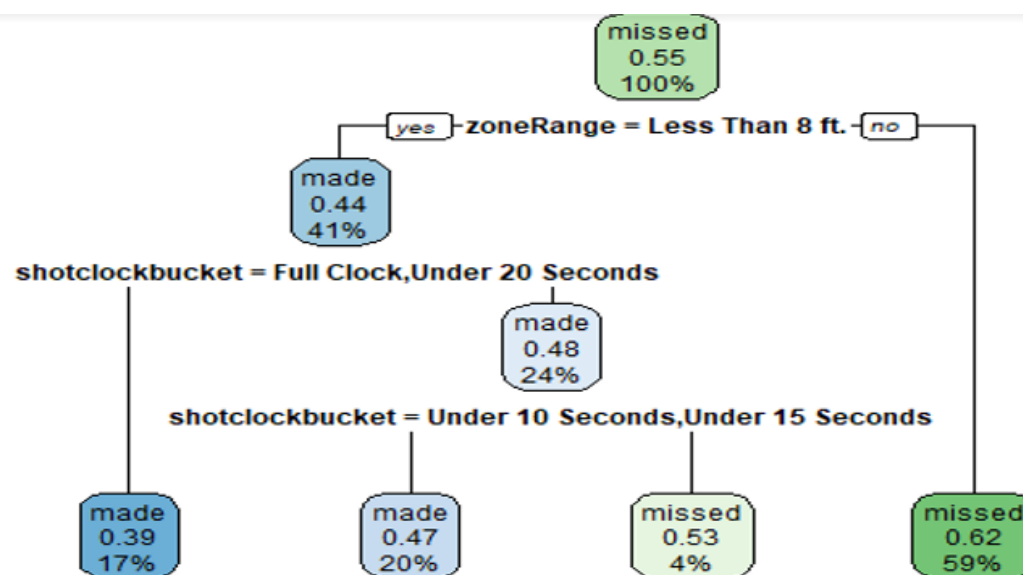 missed
0.55
100%
yes zoneRange = Less Than 8 ft. no
made
0.44
41%
shotclockbucket = Full Clock,Under 20 Seconds
made
0.48
24%
shotclockbucket = Under 10 Seconds,Under 15 Seconds
made
0.39
17%
made
0.47
20%
missed
0.53
4%
missed
0.62
59%